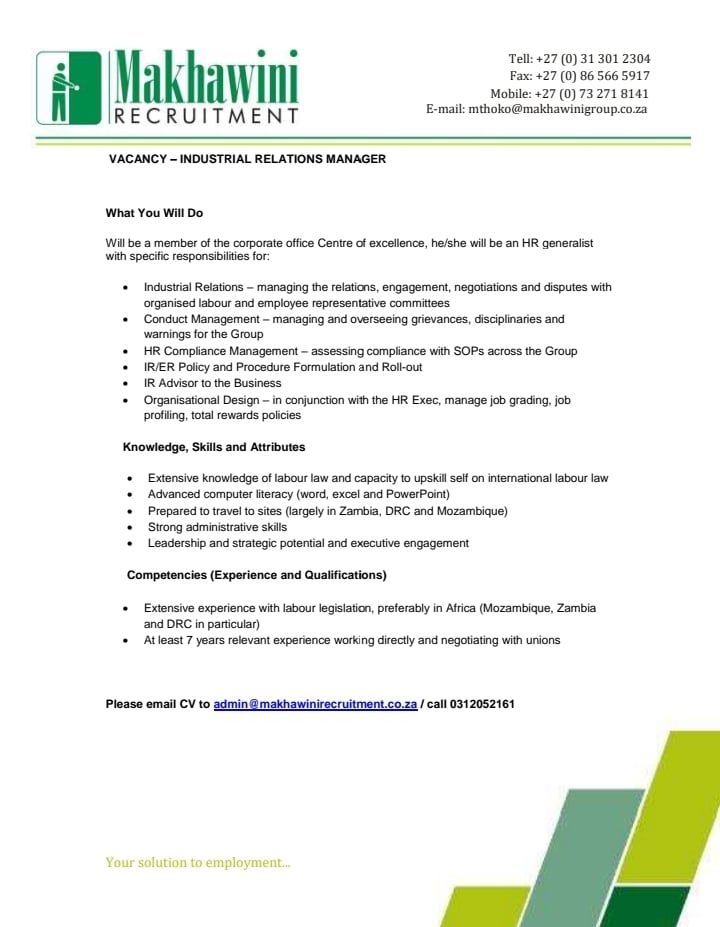 Makhawini
RECRUITMENT
Tell: +27 (0) 31 301 2304
Fax: +27 (0) 86 566 5917
Mobile: +27 (0) 73 271 8141
E-mail: mthoko@makhawinigroup.co.za
VACANCY – INDUSTRIAL RELATIONS MANAGER
What You Will Do
Will be a member of the corporate office Centre of excellence, he/she will be an HR generalist
with specific responsibilities for:
• Industrial Relations – managing the relations, engagement, negotiations and disputes with
organised labour and employee representative committees
• Conduct Management – managing and overseeing grievances, disciplinaries and
warnings for the Group
• HR Compliance Management – assessing compliance with SOPs across the Group
• IR/ER Policy and Procedure Formulation and Roll-out
• IR Advisor to the Business
• Organisational Design – in conjunction with the HR Exec, manage job grading, job
profiling, total rewards policies
Knowledge, Skills and Attributes
• Extensive knowledge of labour law and capacity to upskill self on international labour law
• Advanced computer literacy (word, excel and PowerPoint)
• Prepared to travel to sites (largely in Zambia, DRC and Mozambique)
• Strong administrative skills
• Leadership and strategic potential and executive engagement
Competencies (Experience and Qualifications)
• Extensive experience with labour legislation, preferably in Africa (Mozambique, Zambia
and DRC in particular)
• At least 7 years relevant experience working directly and negotiating with unions
Please email CV to admin@makhawinirecruitment.co.za / call 0312052161
Your solution to employment...